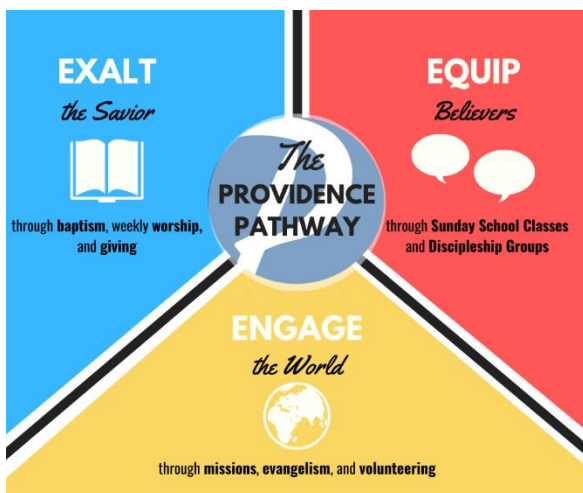 EXALT
the Savior
through baptism, weekly worship,
and giving
The
PROVIDENCE
PATHWAY
EQUIP
Believers
through Sunday School Classes
and Discipleship Groups
ENGAGE
the World
through missions, evangelism, and volunteering